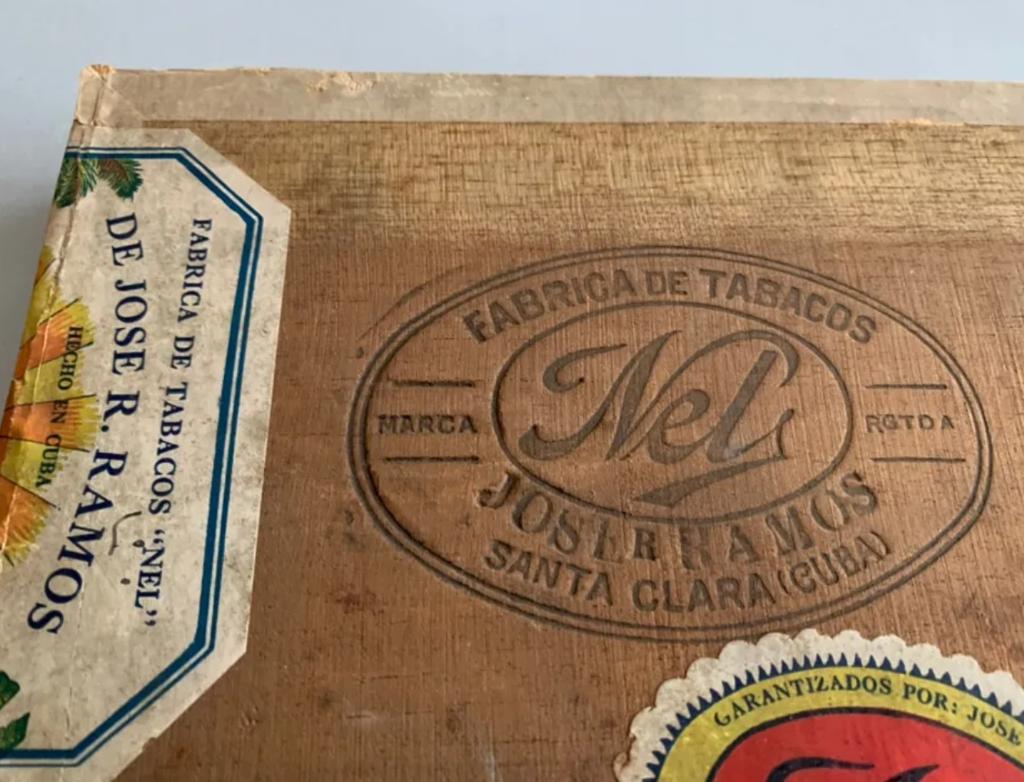 FABRICA DE TABACOS "NEL"
DE JOSE R. RAMOS
HECHO EN CUBA
FABRICA DE TABACOS
MARCA
Nel
RGTDA
JOSE R RAMOS
SANTA CLARA (CUBA)
GARANTIZADOS POR: JOSE